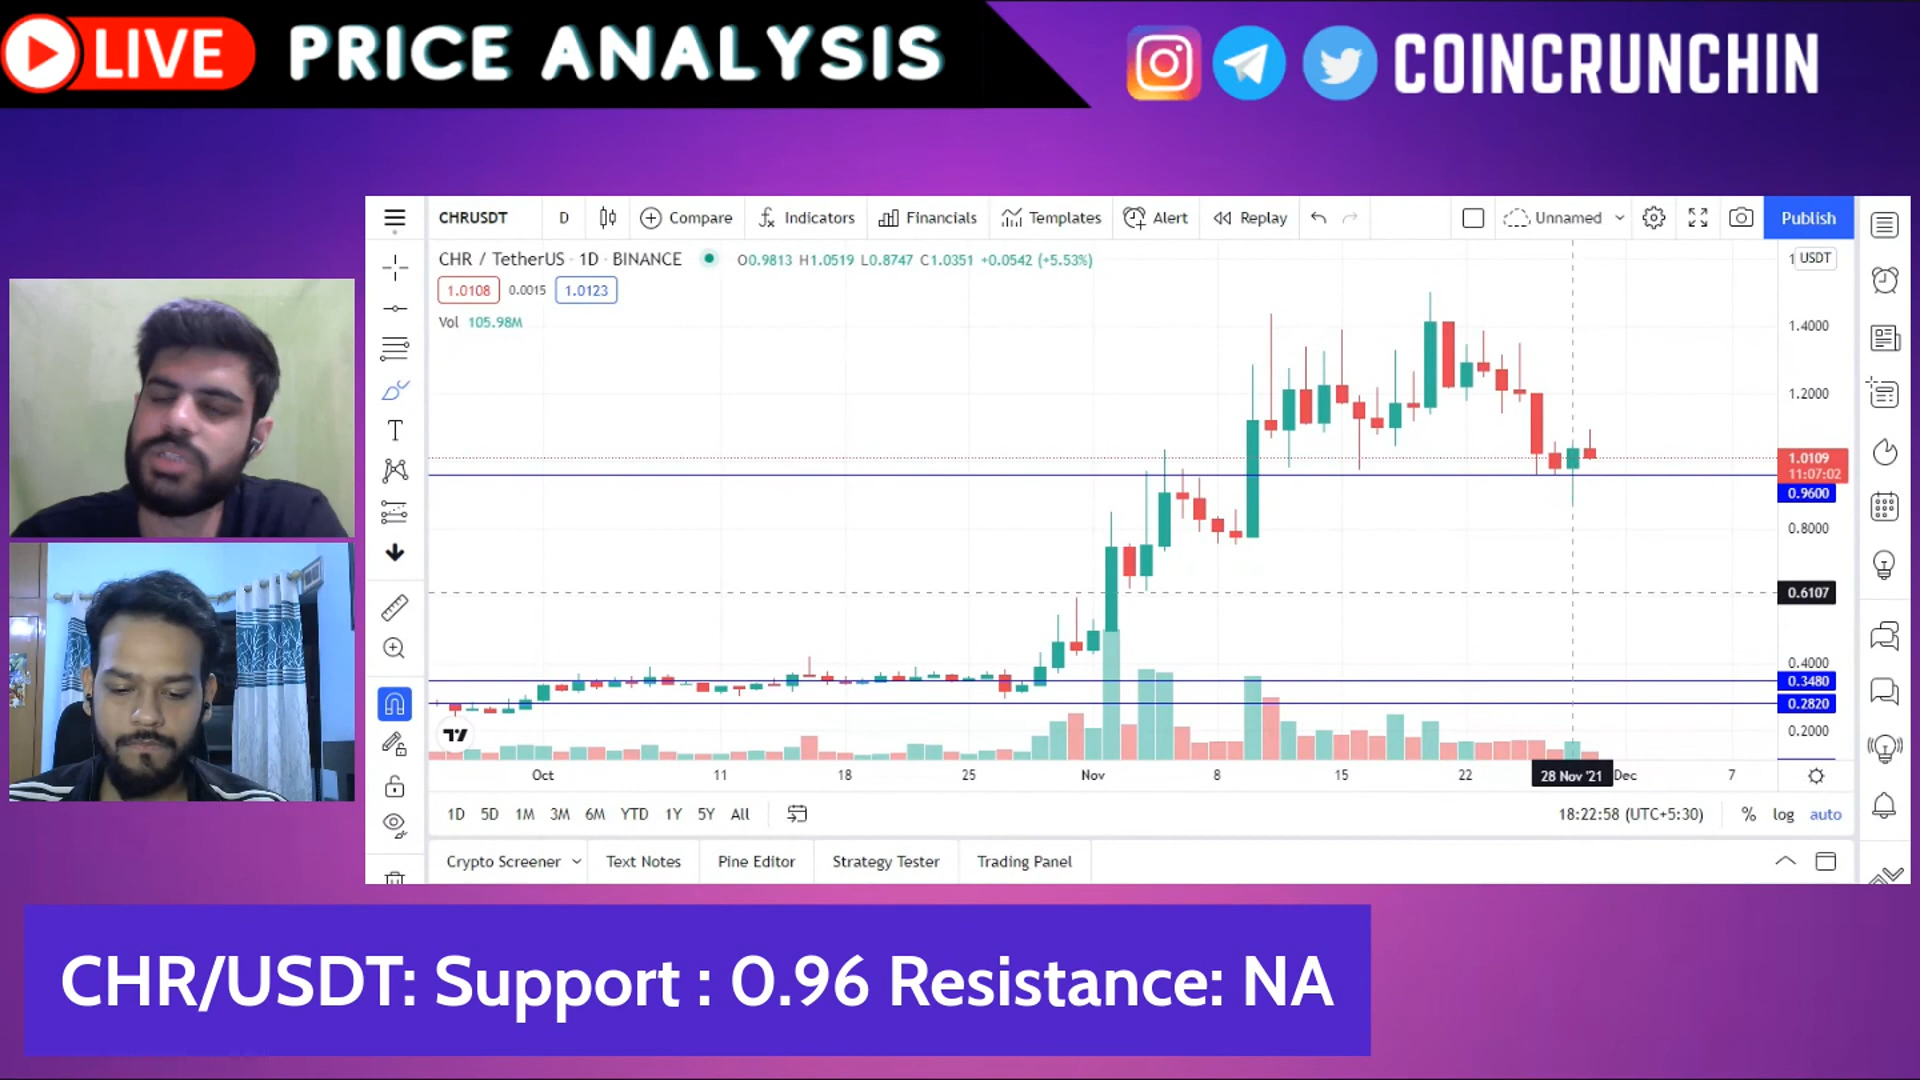 LIVE PRICE ANALYSIS COINCRUNCHIN
CHRUSDT D Compare Indicators Financials Templates Alert Replay Unnamed Publish
CHR / TetherUS · 1D · BINANCE O0.9813 H1.0519 L0.8747 C1.0351 +0.0542 (+5.53%)
USDT
1.0108 0.0015 1.0123
Vol 105.98M
1.4000
1.2000
1.0109
11:07:02
0.9600
0.8000
0.6107
0.4000
0.3480
0.2820
0.2000
Oct 11 18 25 Nov 8 15 22 28 Nov '21 Dec 7
1D 5D 1M 3M 6M YTD 1Y 5Y All 18:22:58 (UTC+5:30) % log auto
Crypto Screener Text Notes Pine Editor Strategy Tester Trading Panel
CHR/USDT: Support : 0.96 Resistance: NA